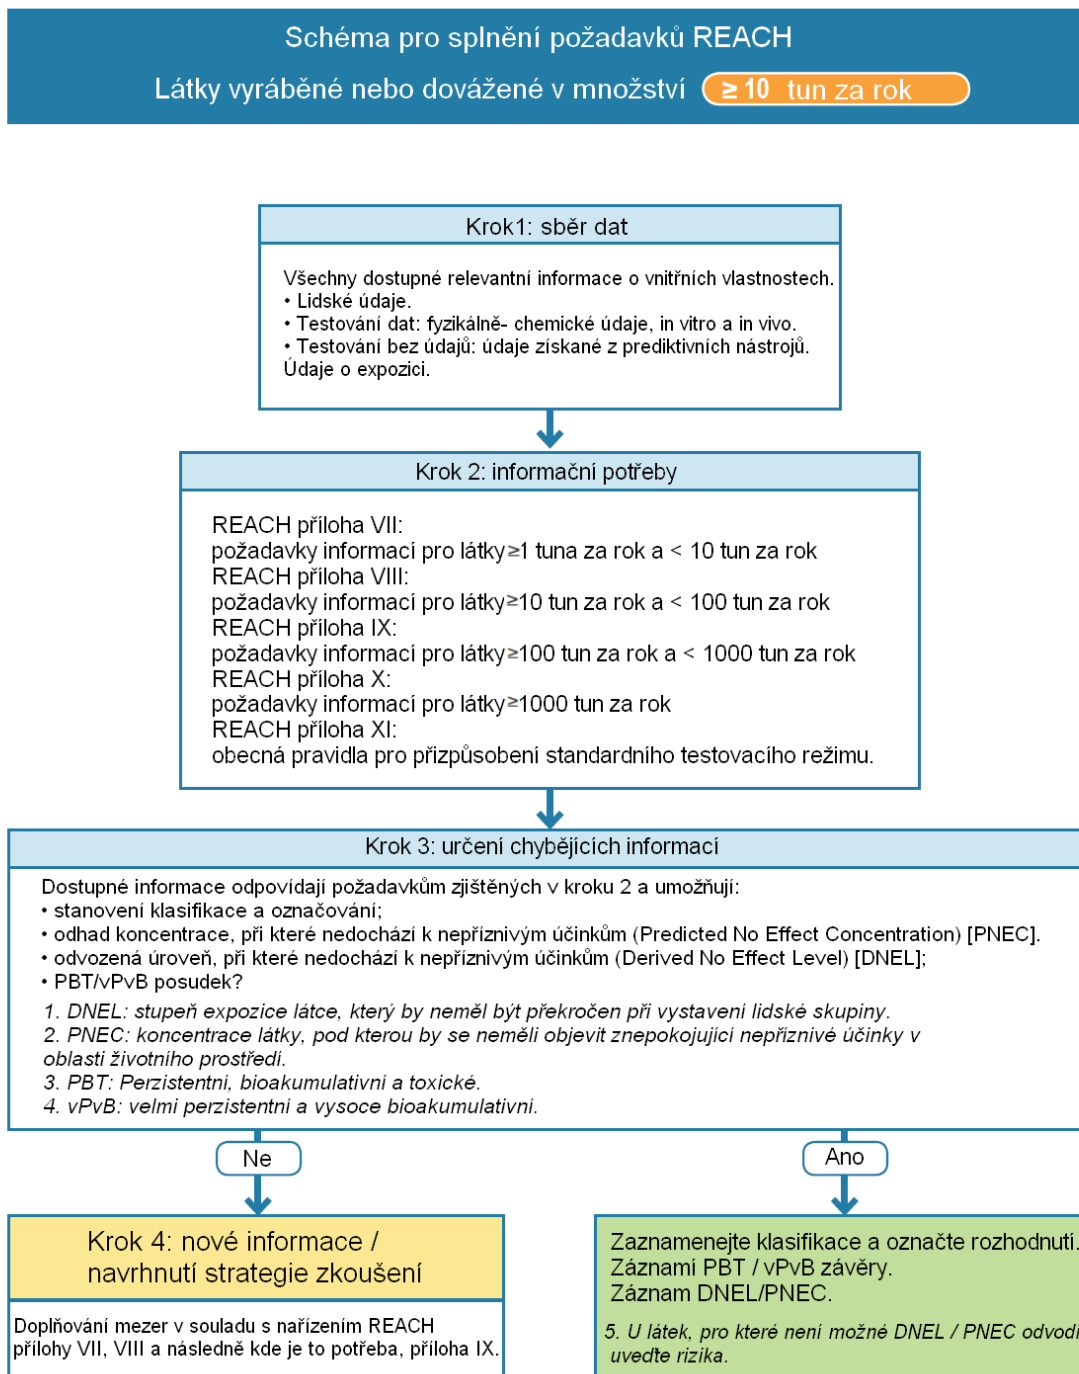 Schéma pro splnění požadavků REACH
Látky vyráběné nebo dovážené v množství ≥ 10 tun za rok
Krok1: sběr dat
Všechny dostupné relevantní informace o vnitřních vlastnostech.
• Lidské údaje.
• Testování dat: fyzikálně- chemické údaje, in vitro a in vivo.
• Testování bez údajů: údaje získané z prediktivních nástrojů.
Údaje o expozici.
Krok 2: informační potřeby
REACH příloha VII:
požadavky informací pro látky≥1 tuna za rok a < 10 tun za rok
REACH příloha VIII:
požadavky informací pro látky≥10 tun za rok a < 100 tun za rok
REACH příloha IX:
požadavky informací pro látky≥100 tun za rok a < 1000 tun za rok
REACH příloha X:
požadavky informací pro látky≥1000 tun za rok
REACH příloha XI:
obecná pravidla pro přizpůsobení standardního testovacího režimu.
Krok 3: určení chybějících informací
Dostupné informace odpovídají požadavkům zjištěných v kroku 2 a umožňují:
• stanovení klasifikace a označování;
• odhad koncentrace, při které nedochází k nepříznivým účinkům (Predicted No Effect Concentration) [PNEC].
• odvozená úroveň, při které nedochází k nepříznivým účinkům (Derived No Effect Level) [DNEL];
• PBT/vPvB posudek?
1. DNEL: stupeň expozice látce, který by neměl být překročen při vystavení lidské skupiny.
2. PNEC: koncentrace látky, pod kterou by se neměli objevit znepokojující nepříznivé účinky v
oblasti životního prostředí.
3. PBT: Perzistentní, bioakumulativní a toxické.
4. vPvB: velmi perzistentní a vysoce bioakumulativní.
Ne
Ano
Krok 4: nové informace /
navrhnutí strategie zkoušení
Doplňování mezer v souladu s nařízením REACH
přílohy VII, VIII a následně kde je to potřeba, příloha IX.
Zaznamenejte klasifikace a označte rozhodnutí.
Záznamí PBT / vPvB závěry.
Záznam DNEL/PNEC.
5. U látek, pro které není možné DNEL / PNEC odvodi
uveďte rizika.